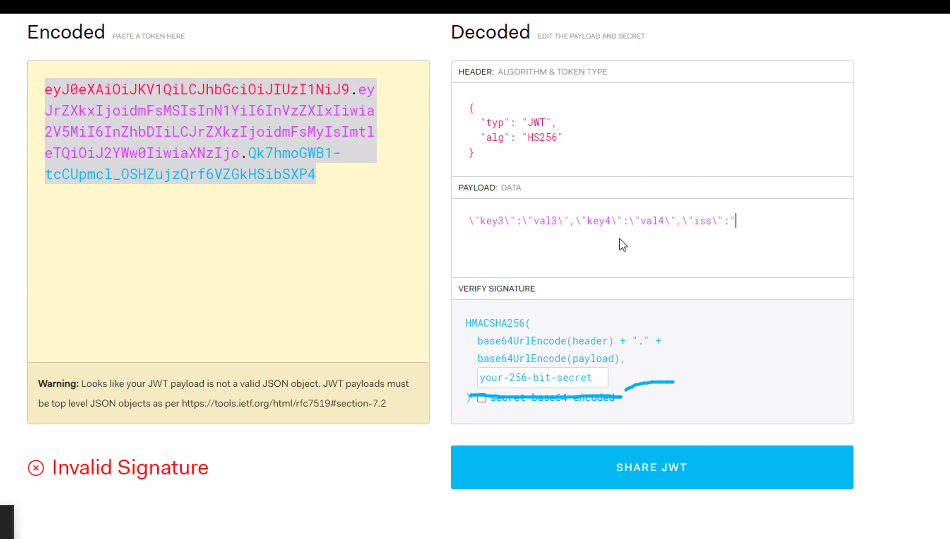 Encoded PASTE A TOKEN HERE
eyJ0eXAiOiJKV1QiLCJhbGciOiJIUzI1NiJ9.ey
JrZXkxIjoidmFsMSIsInN1YiI6InVzZXIxIiwia
2V5MiI6InZhbDIiLCJrZXkzIjoidmFsMyIsImtl
eTQiOiJ2YWw0IiwiaXNzIjo.Qk7hmoGWB1-
tcCUpmcl_OSHZujzQrf6VZGkHSibSXP4
Warning: Looks like your JWT payload is not a valid JSON object. JWT payloads must
be top level JSON objects as per https://tools.ietf.org/html/rfc7519#section-7.2
Invalid Signature
Decoded EDIT THE PAYLOAD AND SECRET
HEADER: ALGORITHM & TOKEN TYPE
{
"typ": "JWT",
"alg": "HS256"
}
PAYLOAD: DATA
\"key3\":\"val3\",\"key4\":\"val4\",\"iss\":"
VERIFY SIGNATURE
HMACSHA256(
base64UrlEncode(header) + "." +
base64UrlEncode(payload),
your-256-bit-secret
) secret base64 encoded
SHARE JWT